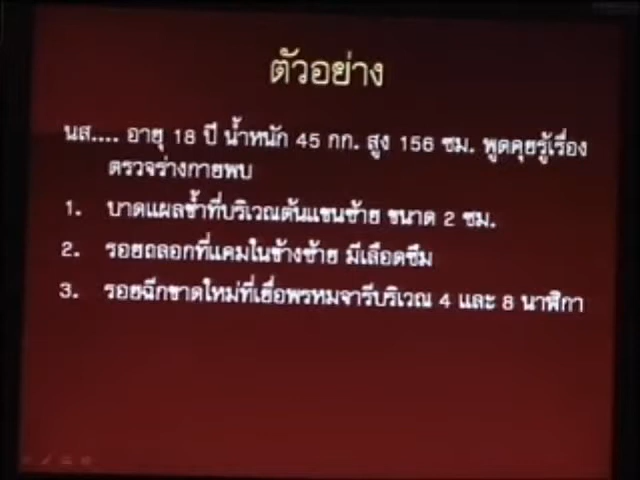 ตัวอย่าง
นส.... อายุ 18 ปี น้ำหนัก 45 กก. สูง 156 ซม. พูดคุยรู้เรื่อง
ตรวจร่างกายพบ
1. บาดแผลช้ำที่บริเวณต้นแขนซ้าย ขนาด 2 ซม.
2. รอยถลอกที่แคมในข้างซ้าย มีเลือดซึม
3. รอยฉีกขาดใหม่ที่เยื่อพรหมจารีบริเวณ 4 และ 8 นาฬิกา